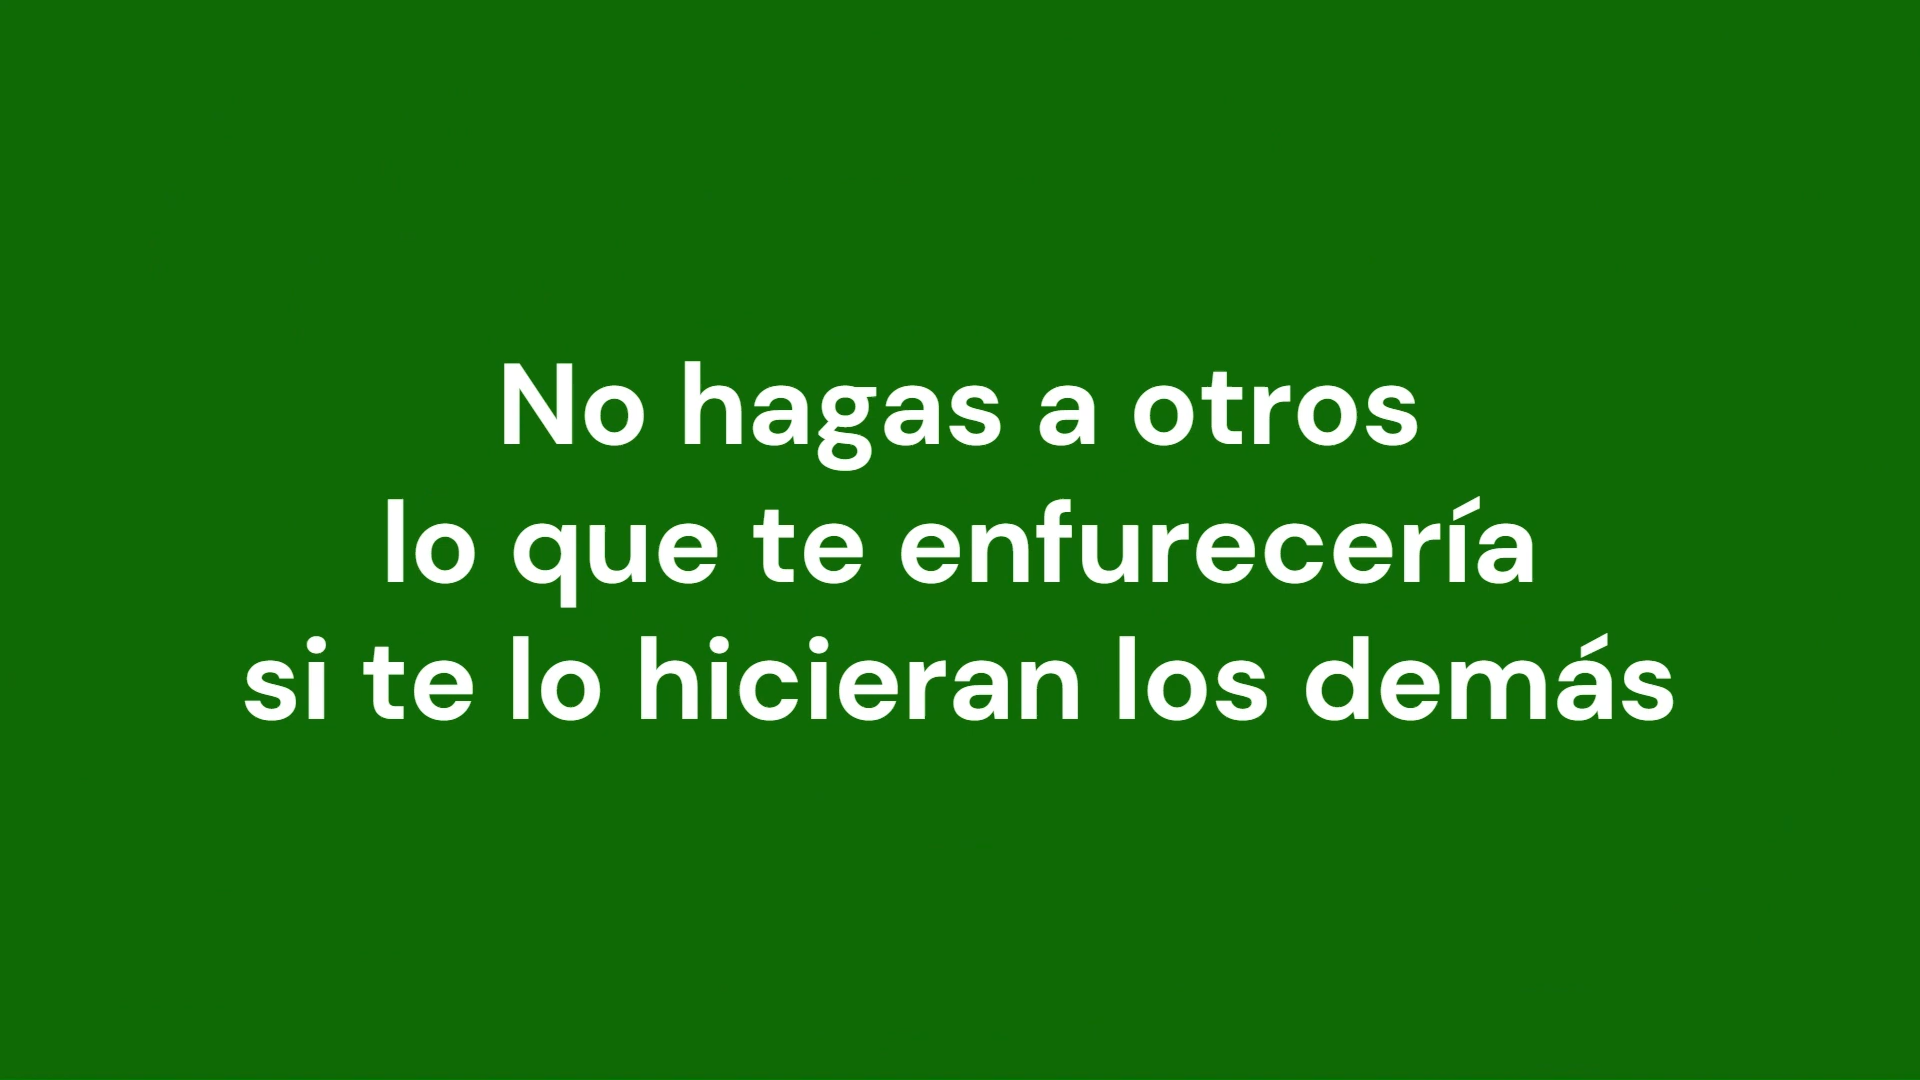 No hagas a otros
lo que te enfurecería
si te lo hicieran los demás